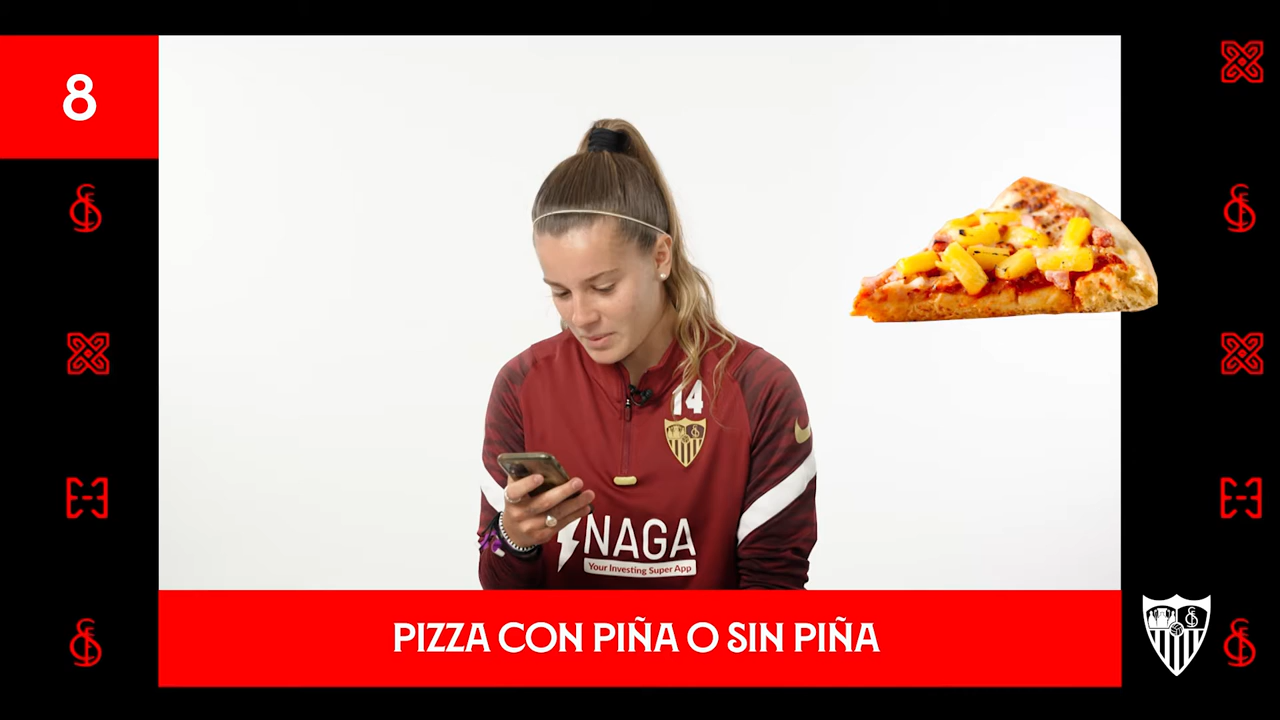 8
14
NAGA
Your Investing Super App
PIZZA CON PIÑA O SIN PIÑA